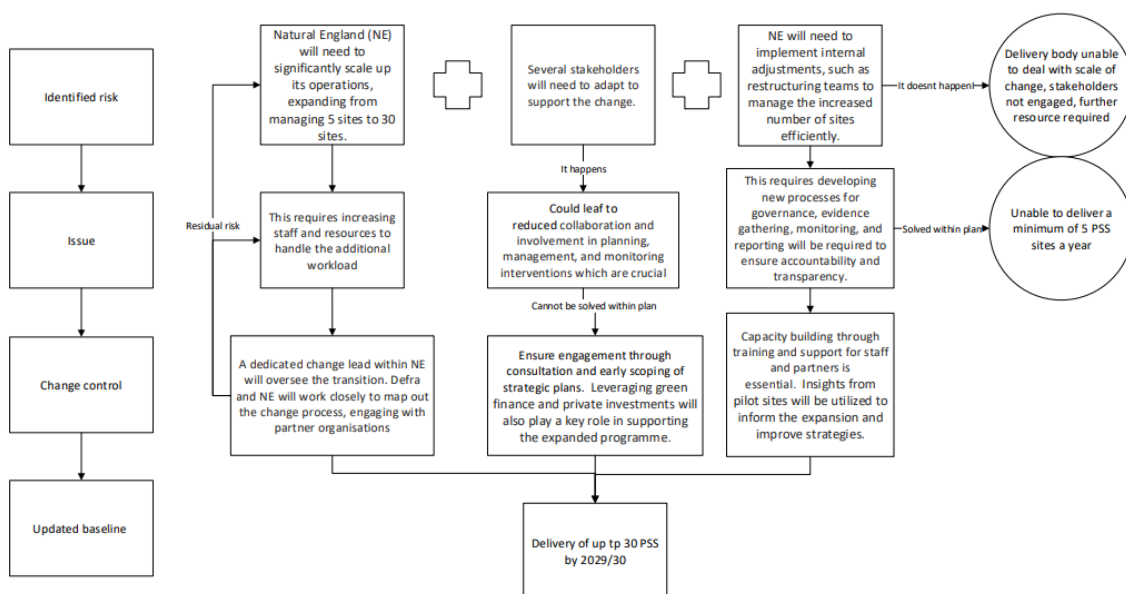 Identified risk
Natural England (NE)
will need to
significantly scale up
its operations,
expanding from
managing 5 sites to 30
sites.
Several stakeholders
will need to adapt to
support the change.
NE will need to
implement internal
adjustments, such as
restructuring teams to
manage the increased
number of sites
efficiently.
It doesnt happen!
Delivery body unable
to deal with scale of
change, stakeholders
not engaged, further
resource required
It happens
Issue
Residual risk
This requires increasing
staff and resources to
handle the additional
workload
Could leaf to
reduced collaboration and
involvement in planning,
management, and
monitoring interventions
which are crucial
This requires developing
new processes for
governance, evidence
gathering, monitoring, and
reporting will be required to
ensure accountability and
transparency.
Solved within plan
Unable to deliver a
minimum of 5 PSS
sites a year
Cannot be solved within plan
Change control
A dedicated change lead within NE
will oversee the transition. Defra
and NE will work closely to map out
the change process, engaging with
partner organisations
Ensure engagement through
consultation and early scoping of
strategic plans. Leveraging green
finance and private investments will
also play a key role in supporting
the expanded programme.
Capacity building through
training and support for staff
and partners is
essential. Insights from
pilot sites will be utilized to
inform the expansion and
improve strategies.
Updated baseline
Delivery of up tp 30 PSS
by 2029/30